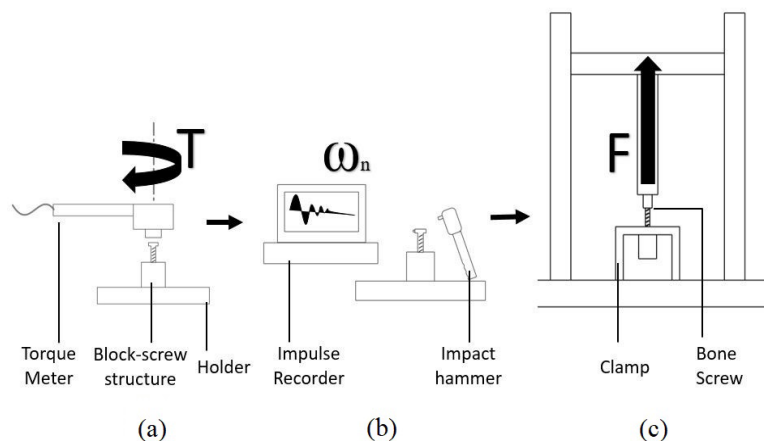 T
ωn
F
Torque
Meter
Block-screw
structure
Holder
Impulse
Recorder
Impact
hammer
Clamp
Bone
Screw
(a)
(b)
(c)